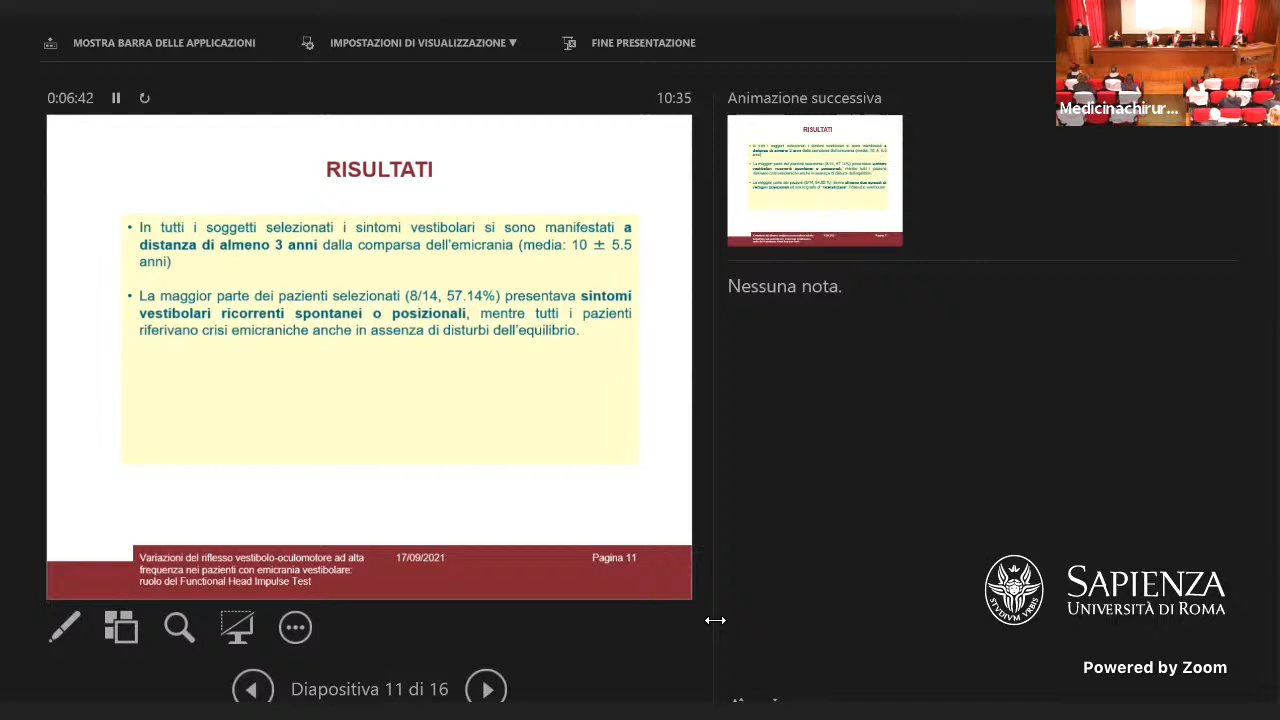 MOSTRA BARRA DELLE APPLICAZIONI
IMPOSTAZIONI DI VISUALIZZAZIONE ▼
FINE PRESENTAZIONE
Medicinachirur...
0:06:42
10:35
RISULTATI
• In tutti i soggetti selezionati i sintomi vestibolari si sono manifestati a
distanza di almeno 3 anni dalla comparsa dell'emicrania (media: 10 ± 5.5
anni)
• La maggior parte dei pazienti selezionati (8/14, 57.14%) presentava sintomi
vestibolari ricorrenti spontanei o posizionali, mentre tutti i pazienti
riferivano crisi emicraniche anche in assenza di disturbi dell'equilibrio.
Variazioni del riflesso vestibolo-oculomotore ad alta
frequenza nei pazienti con emicrania vestibolare:
ruolo del Functional Head Impulse Test
17/09/2021
Pagina 11
Diapositiva 11 di 16
Animazione successiva
RISULTATI
Nessuna nota.
STVDIVM VRBIS
SAPIENZA
UNIVERSITÀ DI ROMA
Powered by Zoom